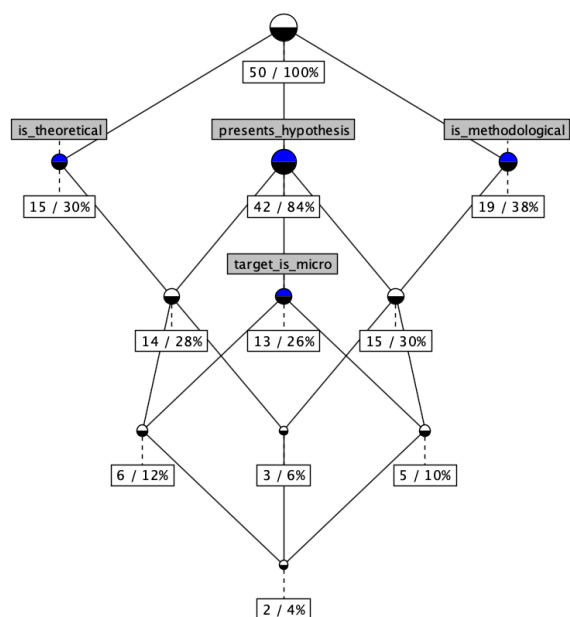 50 / 100%
is_theoretical
presents_hypothesis
is_methodological
15 / 30%
42 / 84%
19 / 38%
target_is_micro
14 / 28%
13 / 26%
15 / 30%
6 / 12%
3 / 6%
5 / 10%
2 / 4%